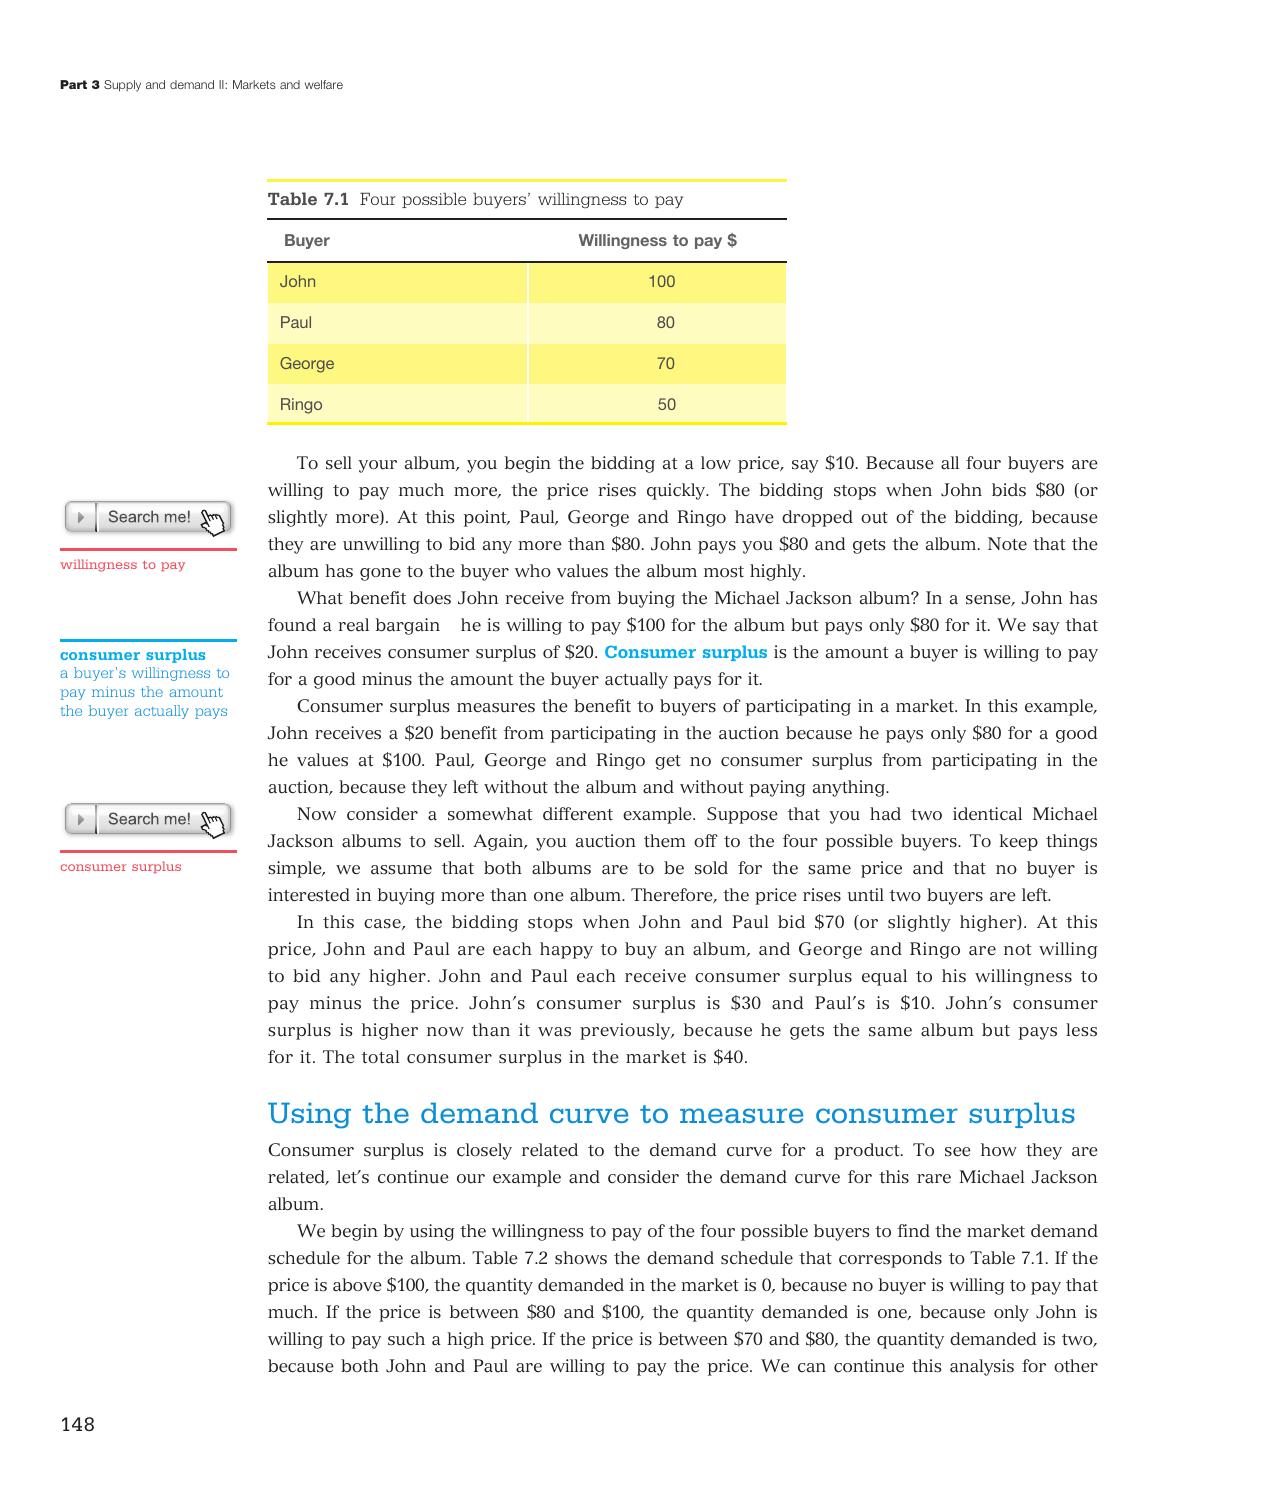 Part 3 Supply and demand II: Markets and welfare
Table 7.1 Four possible buyers’ willingness to pay
Buyer Willingness to pay $
John 100
Paul 80
George 70
Ringo 50
To sell your album, you begin the bidding at a low price, say $10. Because all four buyers are
willing to pay much more, the price rises quickly. The bidding stops when John bids $80 (or
slightly more). At this point, Paul, George and Ringo have dropped out of the bidding, because
they are unwilling to bid any more than $80. John pays you $80 and gets the album. Note that the
album has gone to the buyer who values the album most highly.
What benefit does John receive from buying the Michael Jackson album? In a sense, John has
found a real bargain he is willing to pay $100 for the album but pays only $80 for it. We say that
John receives consumer surplus of $20. Consumer surplus is the amount a buyer is willing to pay
for a good minus the amount the buyer actually pays for it.
Consumer surplus measures the benefit to buyers of participating in a market. In this example,
John receives a $20 benefit from participating in the auction because he pays only $80 for a good
he values at $100. Paul, George and Ringo get no consumer surplus from participating in the
auction, because they left without the album and without paying anything.
Now consider a somewhat different example. Suppose that you had two identical Michael
Jackson albums to sell. Again, you auction them off to the four possible buyers. To keep things
simple, we assume that both albums are to be sold for the same price and that no buyer is
interested in buying more than one album. Therefore, the price rises until two buyers are left.
In this case, the bidding stops when John and Paul bid $70 (or slightly higher). At this
price, John and Paul are each happy to buy an album, and George and Ringo are not willing
to bid any higher. John and Paul each receive consumer surplus equal to his willingness to
pay minus the price. John’s consumer surplus is $30 and Paul’s is $10. John’s consumer
surplus is higher now than it was previously, because he gets the same album but pays less
for it. The total consumer surplus in the market is $40.
Search me!
willingness to pay
consumer surplus
a buyer’s willingness to
pay minus the amount
the buyer actually pays
Search me!
consumer surplus
Using the demand curve to measure consumer surplus
Consumer surplus is closely related to the demand curve for a product. To see how they are
related, let’s continue our example and consider the demand curve for this rare Michael Jackson
album.
We begin by using the willingness to pay of the four possible buyers to find the market demand
schedule for the album. Table 7.2 shows the demand schedule that corresponds to Table 7.1. If the
price is above $100, the quantity demanded in the market is 0, because no buyer is willing to pay that
much. If the price is between $80 and $100, the quantity demanded is one, because only John is
willing to pay such a high price. If the price is between $70 and $80, the quantity demanded is two,
because both John and Paul are willing to pay the price. We can continue this analysis for other
148